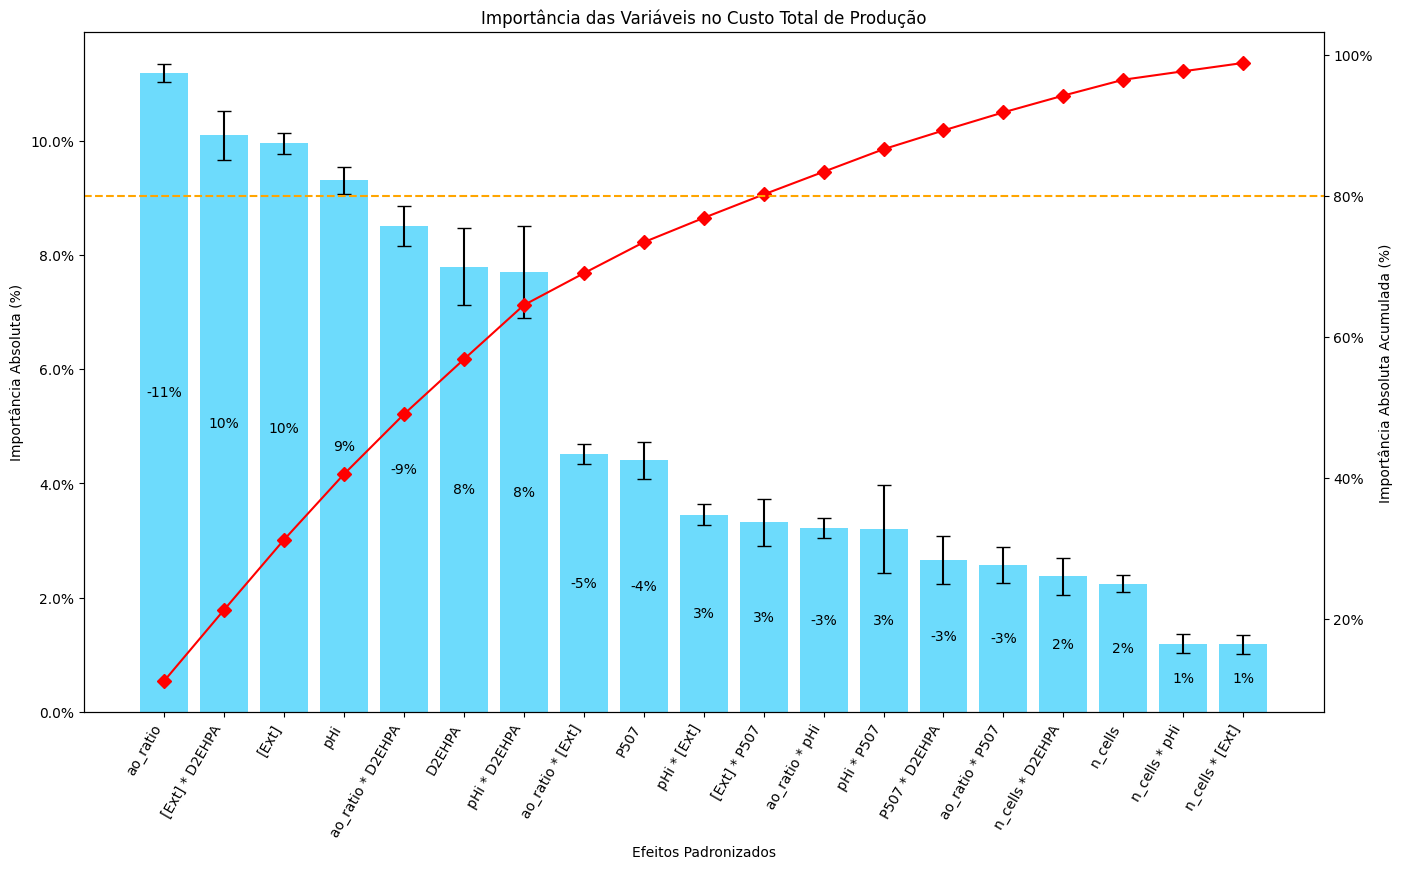 Importância das Variáveis no Custo Total de Produção
Importância Absoluta (%)
10.0%
8.0%
6.0%
4.0%
2.0%
0.0%
-11%
10%
10%
9%
-9%
8%
8%
-5%
-4%
3%
3%
-3%
3%
-3%
-3%
2%
2%
1%
1%
100%
80%
60%
40%
20%
Importância Absoluta Acumulada (%)
ao_ratio
[Ext] * D2EHPA
[Ext]
pHi
ao_ratio * D2EHPA
D2EHPA
pHi * D2EHPA
ao_ratio * [Ext]
P507
pHi * [Ext]
[Ext] * P507
ao_ratio * pHi
pHi * P507
P507 * D2EHPA
ao_ratio * P507
n_cells * D2EHPA
n_cells
n_cells * pHi
n_cells * [Ext]
Efeitos Padronizados